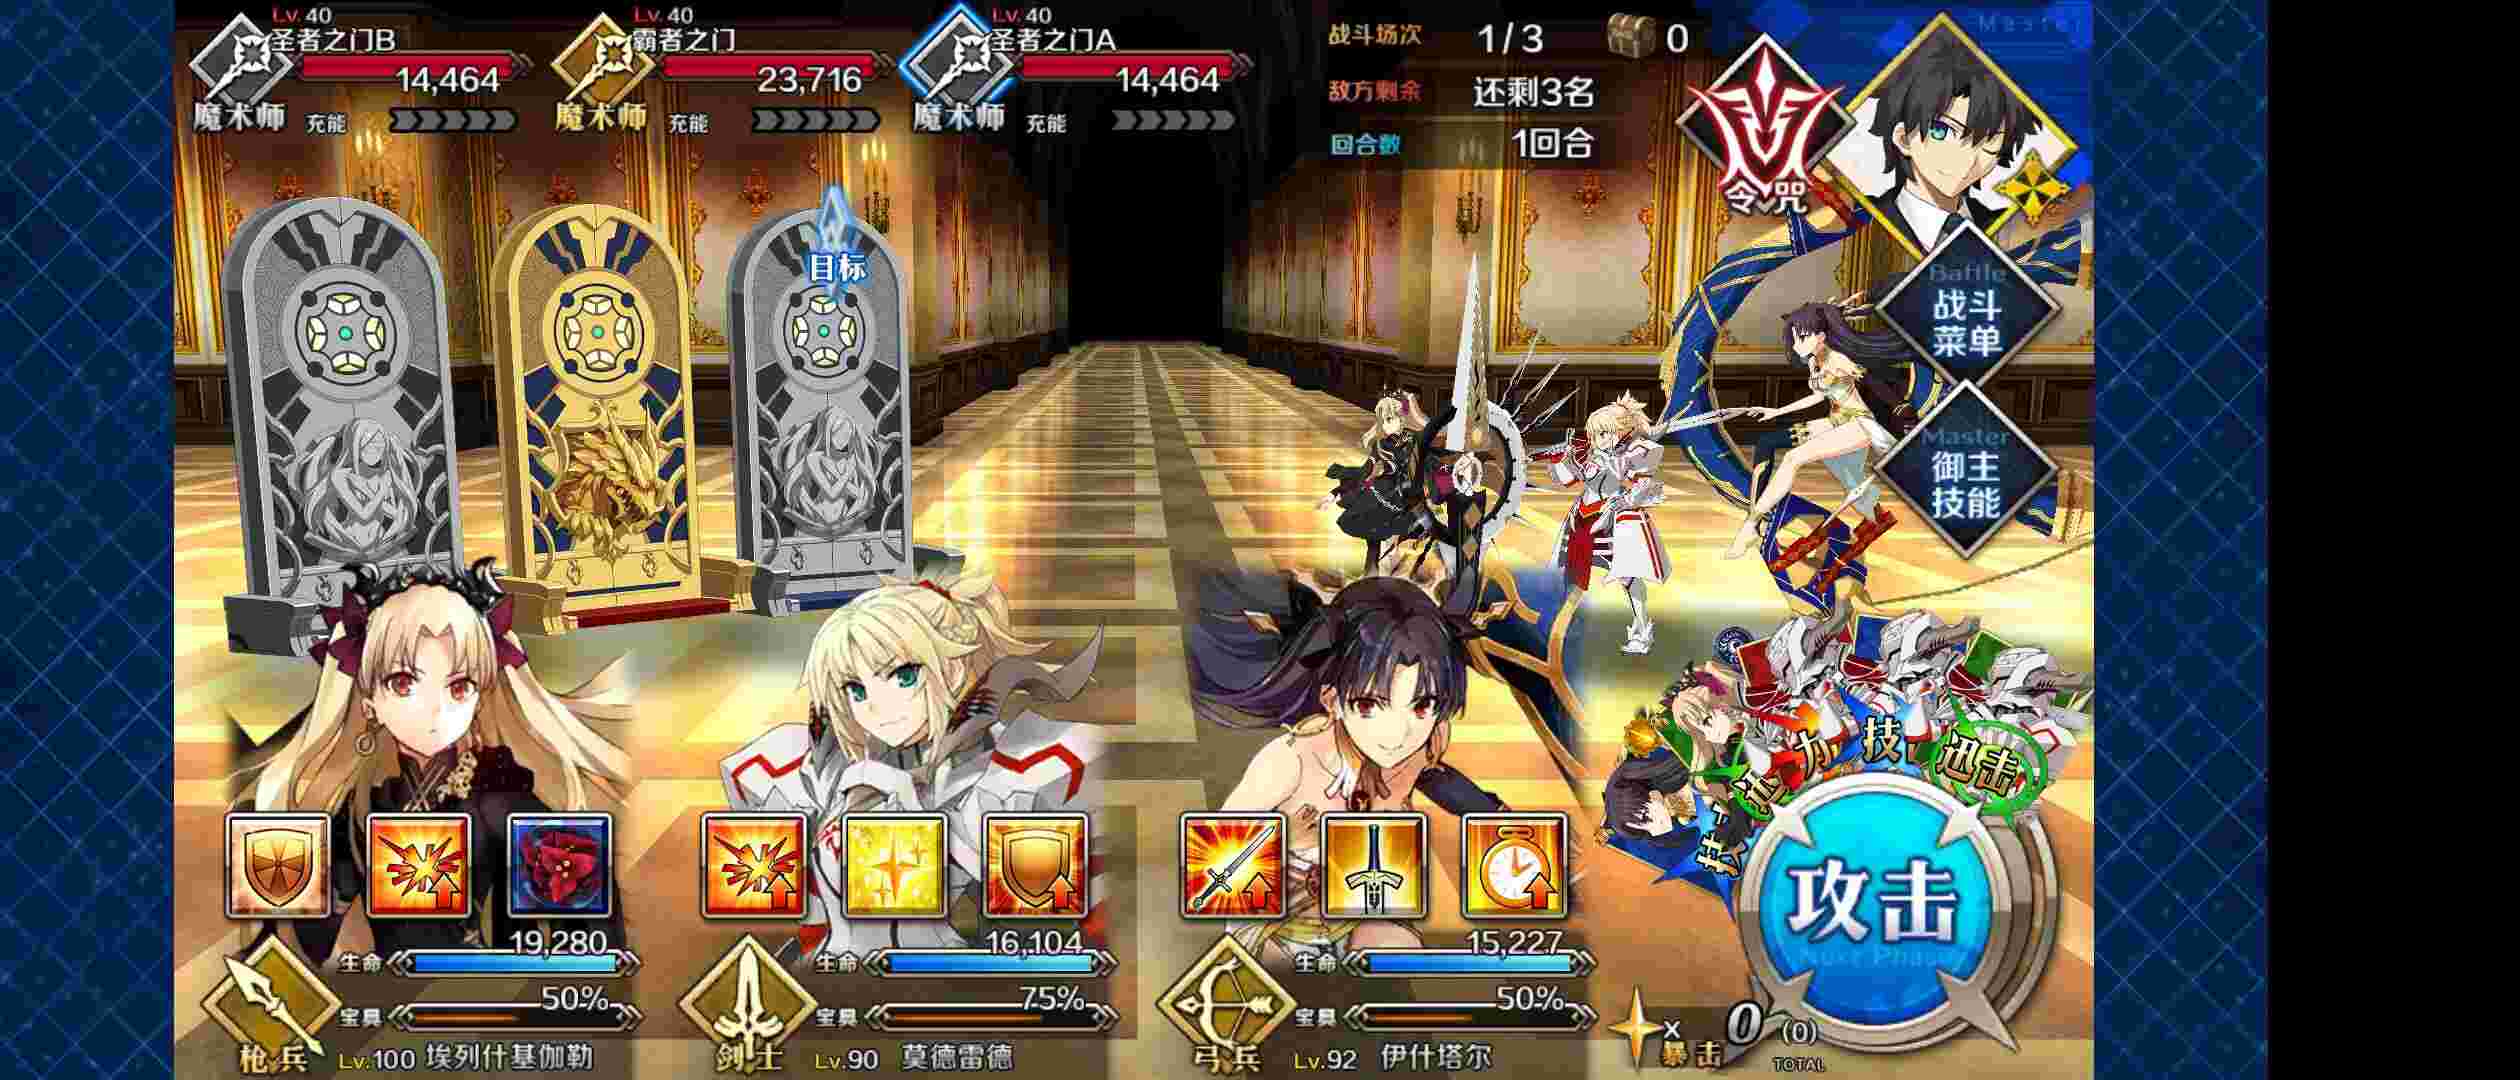 Lv.40
圣者之门B
14,464
魔术师 充能
Lv.40
霸者之门
23,716
魔术师 充能
Lv.40
圣者之门A
14,464
魔术师 充能
战斗场次 1/3
0
敌方剩余 还剩3名
回合数 1回合
Master
令咒
目标
Battle
战斗
菜单
Master
御主
技能
力 技 迅击
攻击
Next Phase
生命 19,280
宝具 50%
枪兵 Lv.100 埃列什基伽勒
生命 16,104
宝具 75%
剑士 Lv.90 莫德雷德
生命 15,227
宝具 50%
弓兵 Lv.92 伊什塔尔
x 0 (0)
暴击 TOTAL